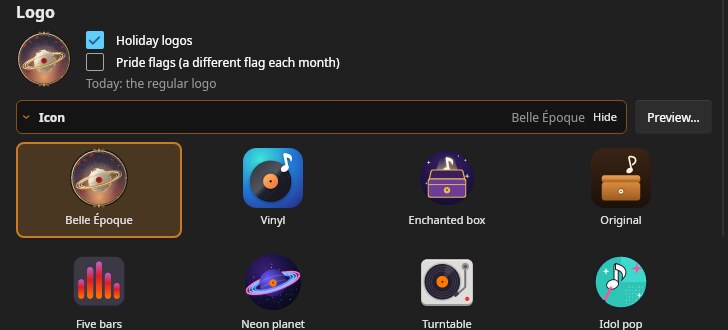 Logo
Holiday logos
Pride flags (a different flag each month)
Today: the regular logo
Icon Belle Époque Hide Preview...
Belle Époque Vinyl Enchanted box Original
Five bars Neon planet Turntable Idol pop